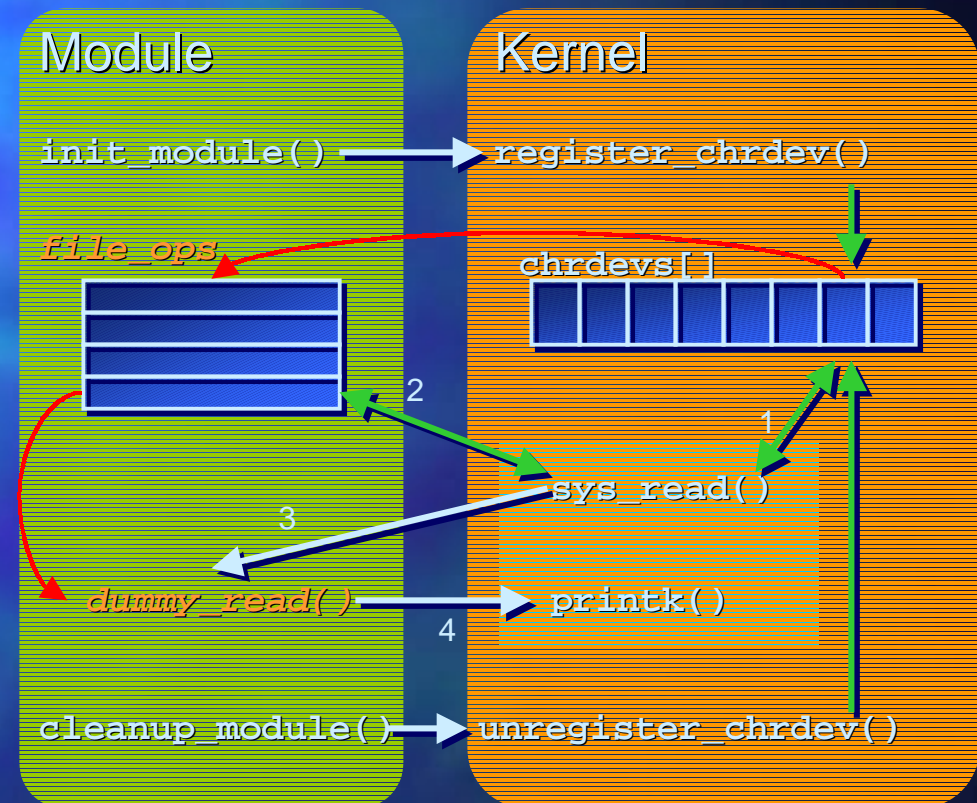 Module
Kernel
init_module()
register_chrdev()
file_ops
chrdevs[]
2
1
sys_read()
3
dummy_read()
printk()
4
cleanup_module()
unregister_chrdev()